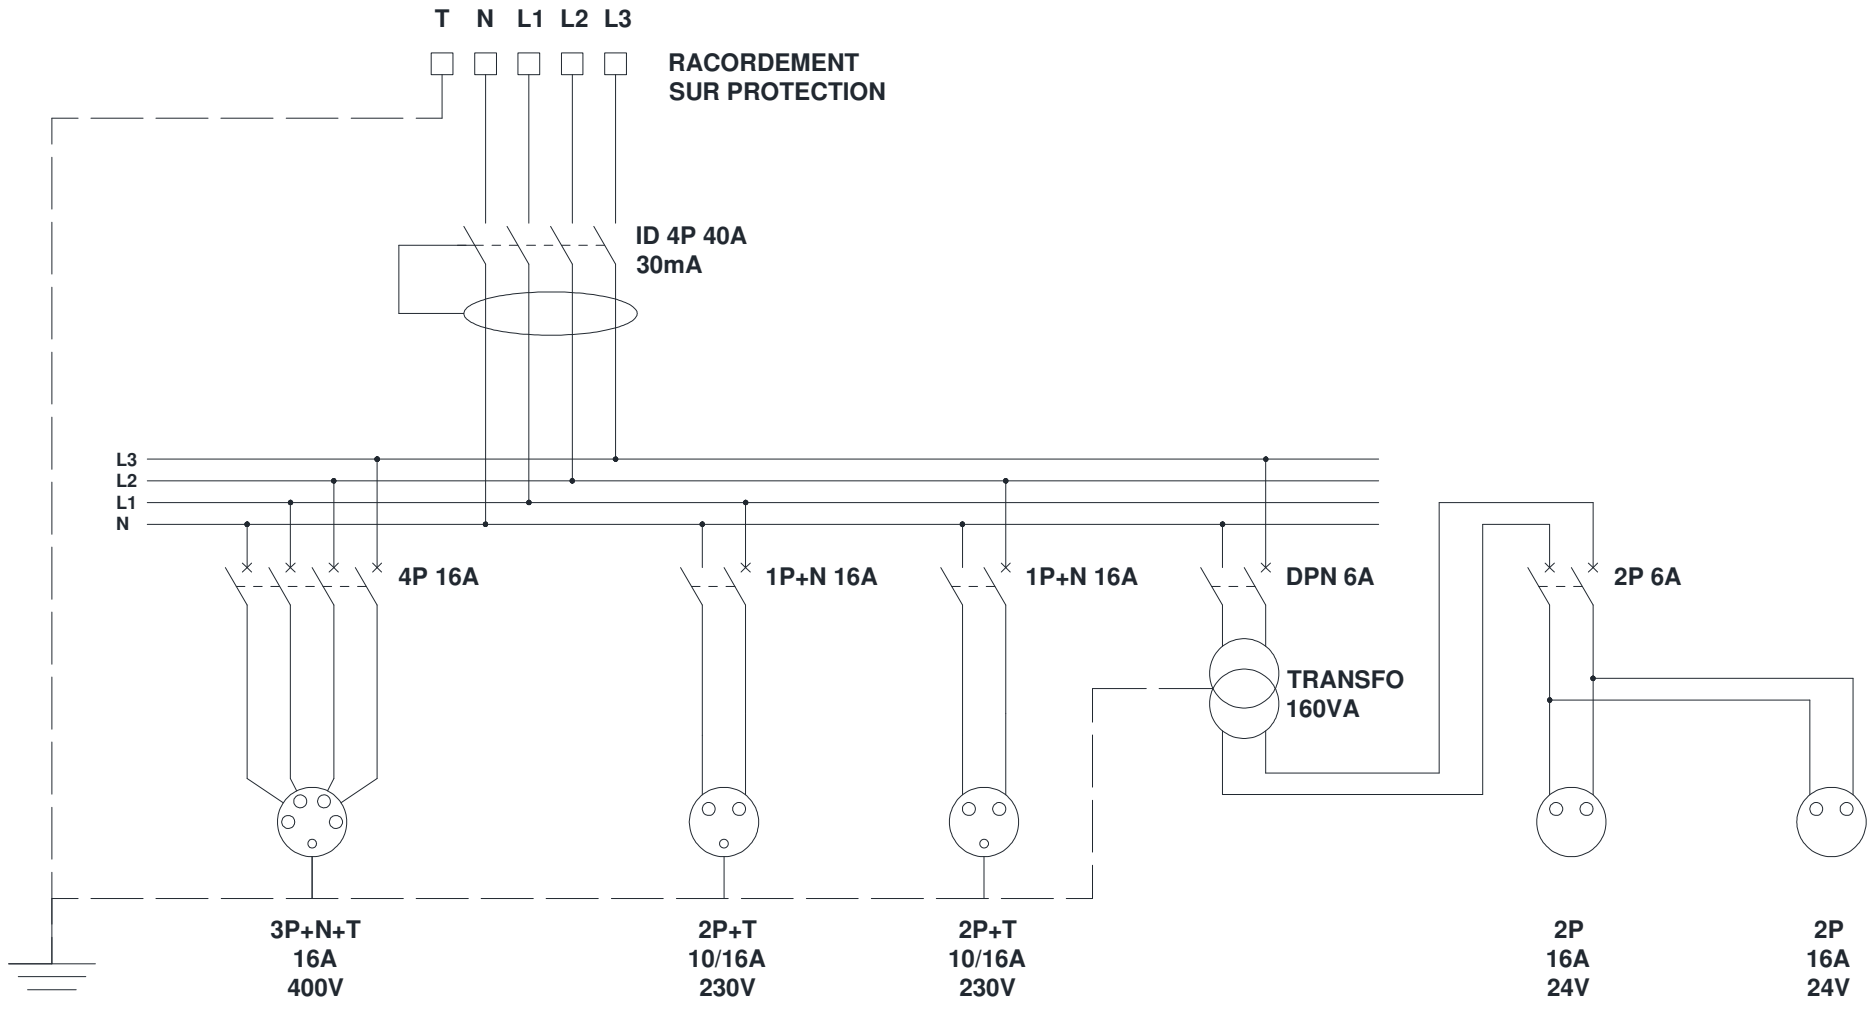 T N L1 L2 L3
RACORDEMENT
SUR PROTECTION
ID 4P 40A
30mA
L3
L2
L1
N
4P 16A
1P+N 16A
1P+N 16A
DPN 6A
2P 6A
TRANSFO
160VA
3P+N+T
16A
400V
2P+T
10/16A
230V
2P+T
10/16A
230V
2P
16A
24V
2P
16A
24V